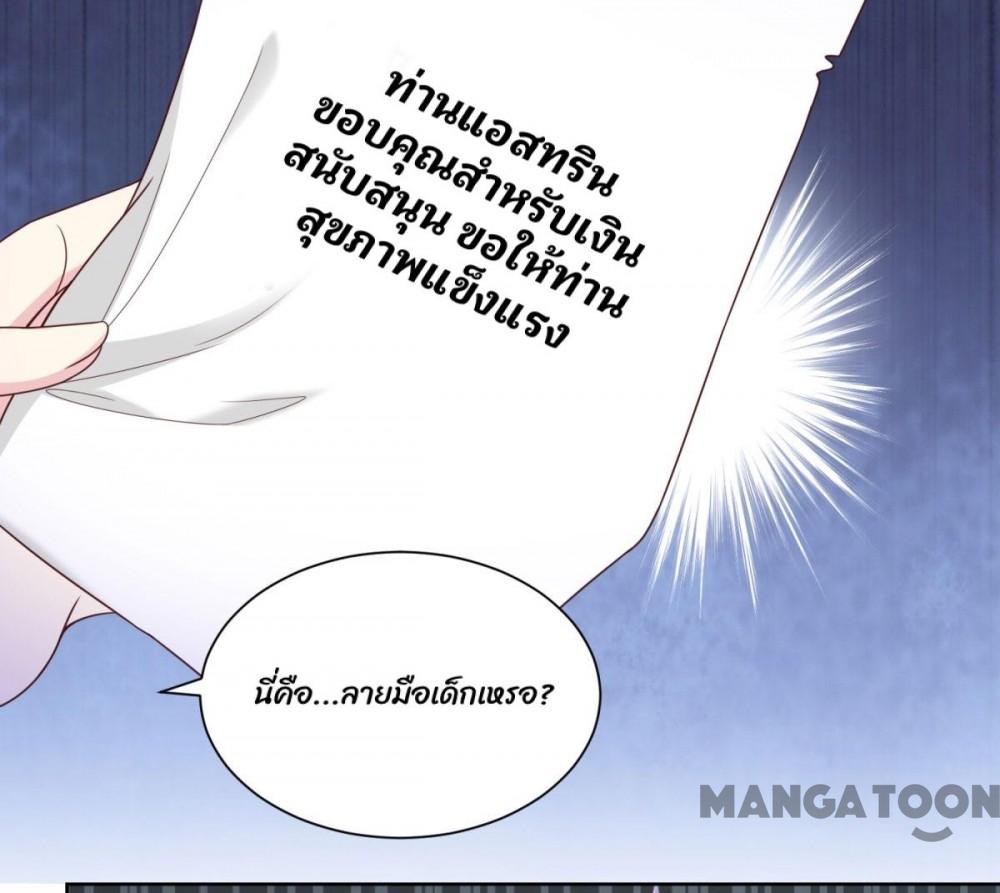 ท่านแอสทริน
ขอบคุณสำหรับเงิน
สนับสนุน ขอให้ท่าน
สุขภาพแข็งแรง
นี่คือ...ลายมือเด็กเหรอ?
MANGATOON